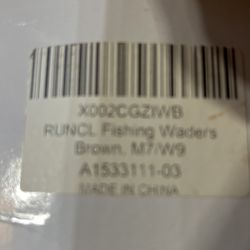 X002CGZIWB
RUNCL Fishing Waders
Brown, M7/W9
A1533111-03
MADE IN CHINA